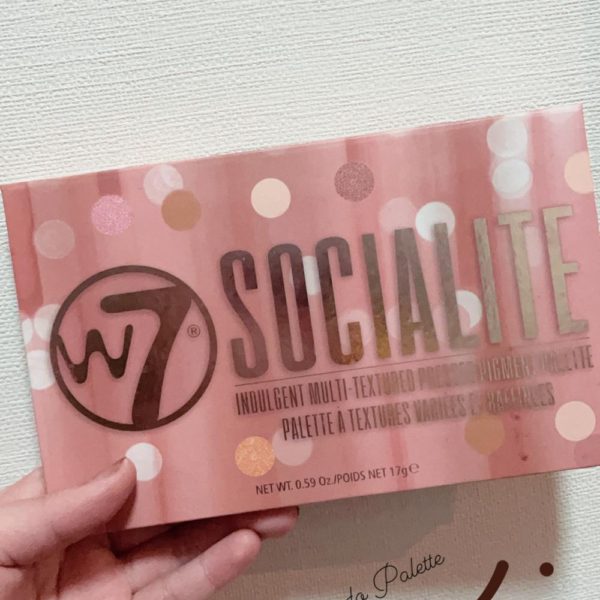 W7®
SOCIALITE
INDULGENT MULTI-TEXTURED PRESSED PIGMENT PALETTE
PALETTE À TEXTURES VARIÉES
NET WT. 0.59 Oz./POIDS NET 17g℮
Palette